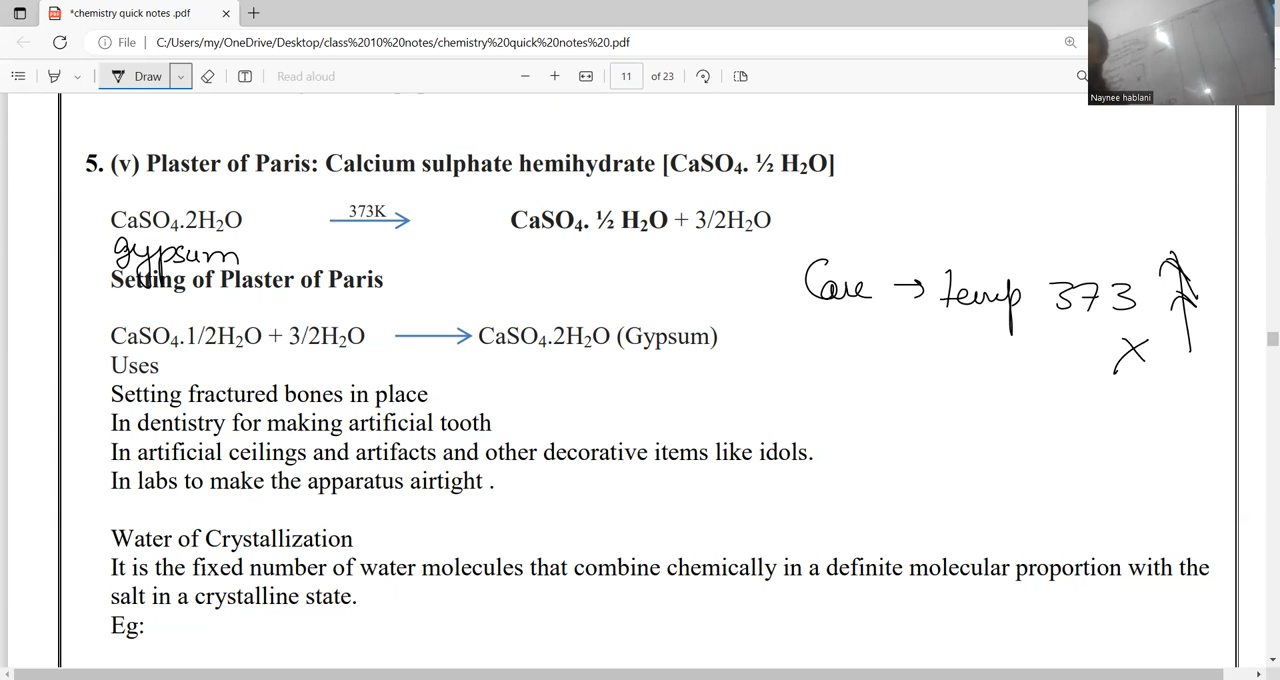 *chemistry quick notes .pdf
File C:/Users/my/OneDrive/Desktop/class%2010%20notes/chemistry%20quick%20notes%20.pdf
Draw Read aloud 11 of 23
Naynee hablani
5. (v) Plaster of Paris: Calcium sulphate hemihydrate [CaSO₄. ½ H₂O]
373K
CaSO₄.2H₂O CaSO₄. ½ H₂O + 3/2H₂O
gypsum
Setting of Plaster of Paris
Care → temp 373 ↑
X
CaSO₄.1/2H₂O + 3/2H₂O ⟶ CaSO₄.2H₂O (Gypsum)
Uses
Setting fractured bones in place
In dentistry for making artificial tooth
In artificial ceilings and artifacts and other decorative items like idols.
In labs to make the apparatus airtight .
Water of Crystallization
It is the fixed number of water molecules that combine chemically in a definite molecular proportion with the
salt in a crystalline state.
Eg: